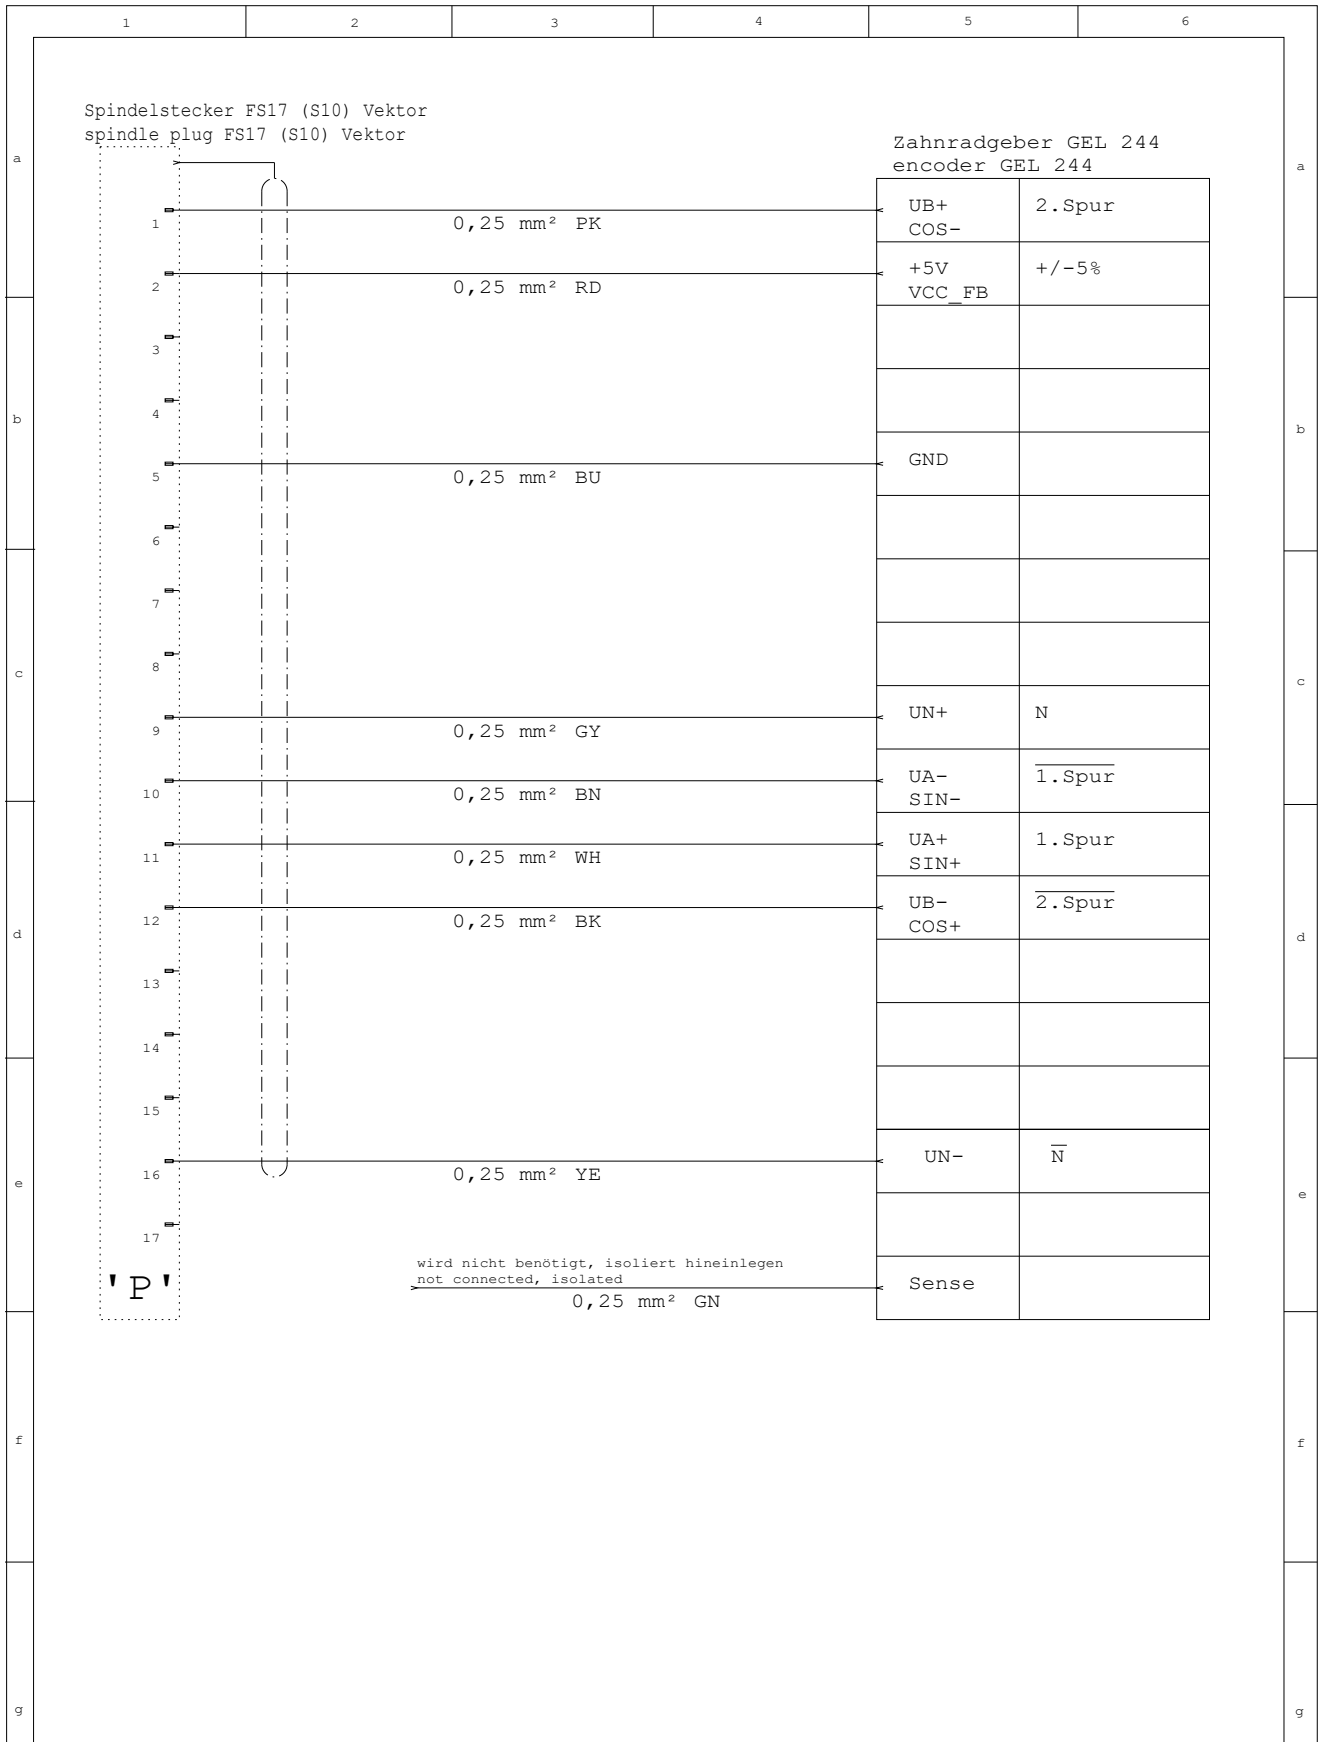 1 2 3 4 5 6
Spindelstecker FS17 (S10) Vektor
spindle plug FS17 (S10) Vektor
Zahnradgeber GEL 244
encoder GEL 244
a a
UB+ 2.Spur
1 0,25 mm² PK COS-
+5V +/-5%
2 0,25 mm² RD VCC_FB
3
4
b b
GND
5 0,25 mm² BU
6
7
8
c c
UN+ N
9 0,25 mm² GY
UA- 1.Spur
10 0,25 mm² BN SIN-
UA+ 1.Spur
11 0,25 mm² WH SIN+
UB- 2.Spur
12 0,25 mm² BK COS+
d d
13
14
15
UN- N
16 0,25 mm² YE
e e
17
wird nicht benötigt, isoliert hineinlegen
not connected, isolated
'P' Sense
0,25 mm² GN
f f
g g